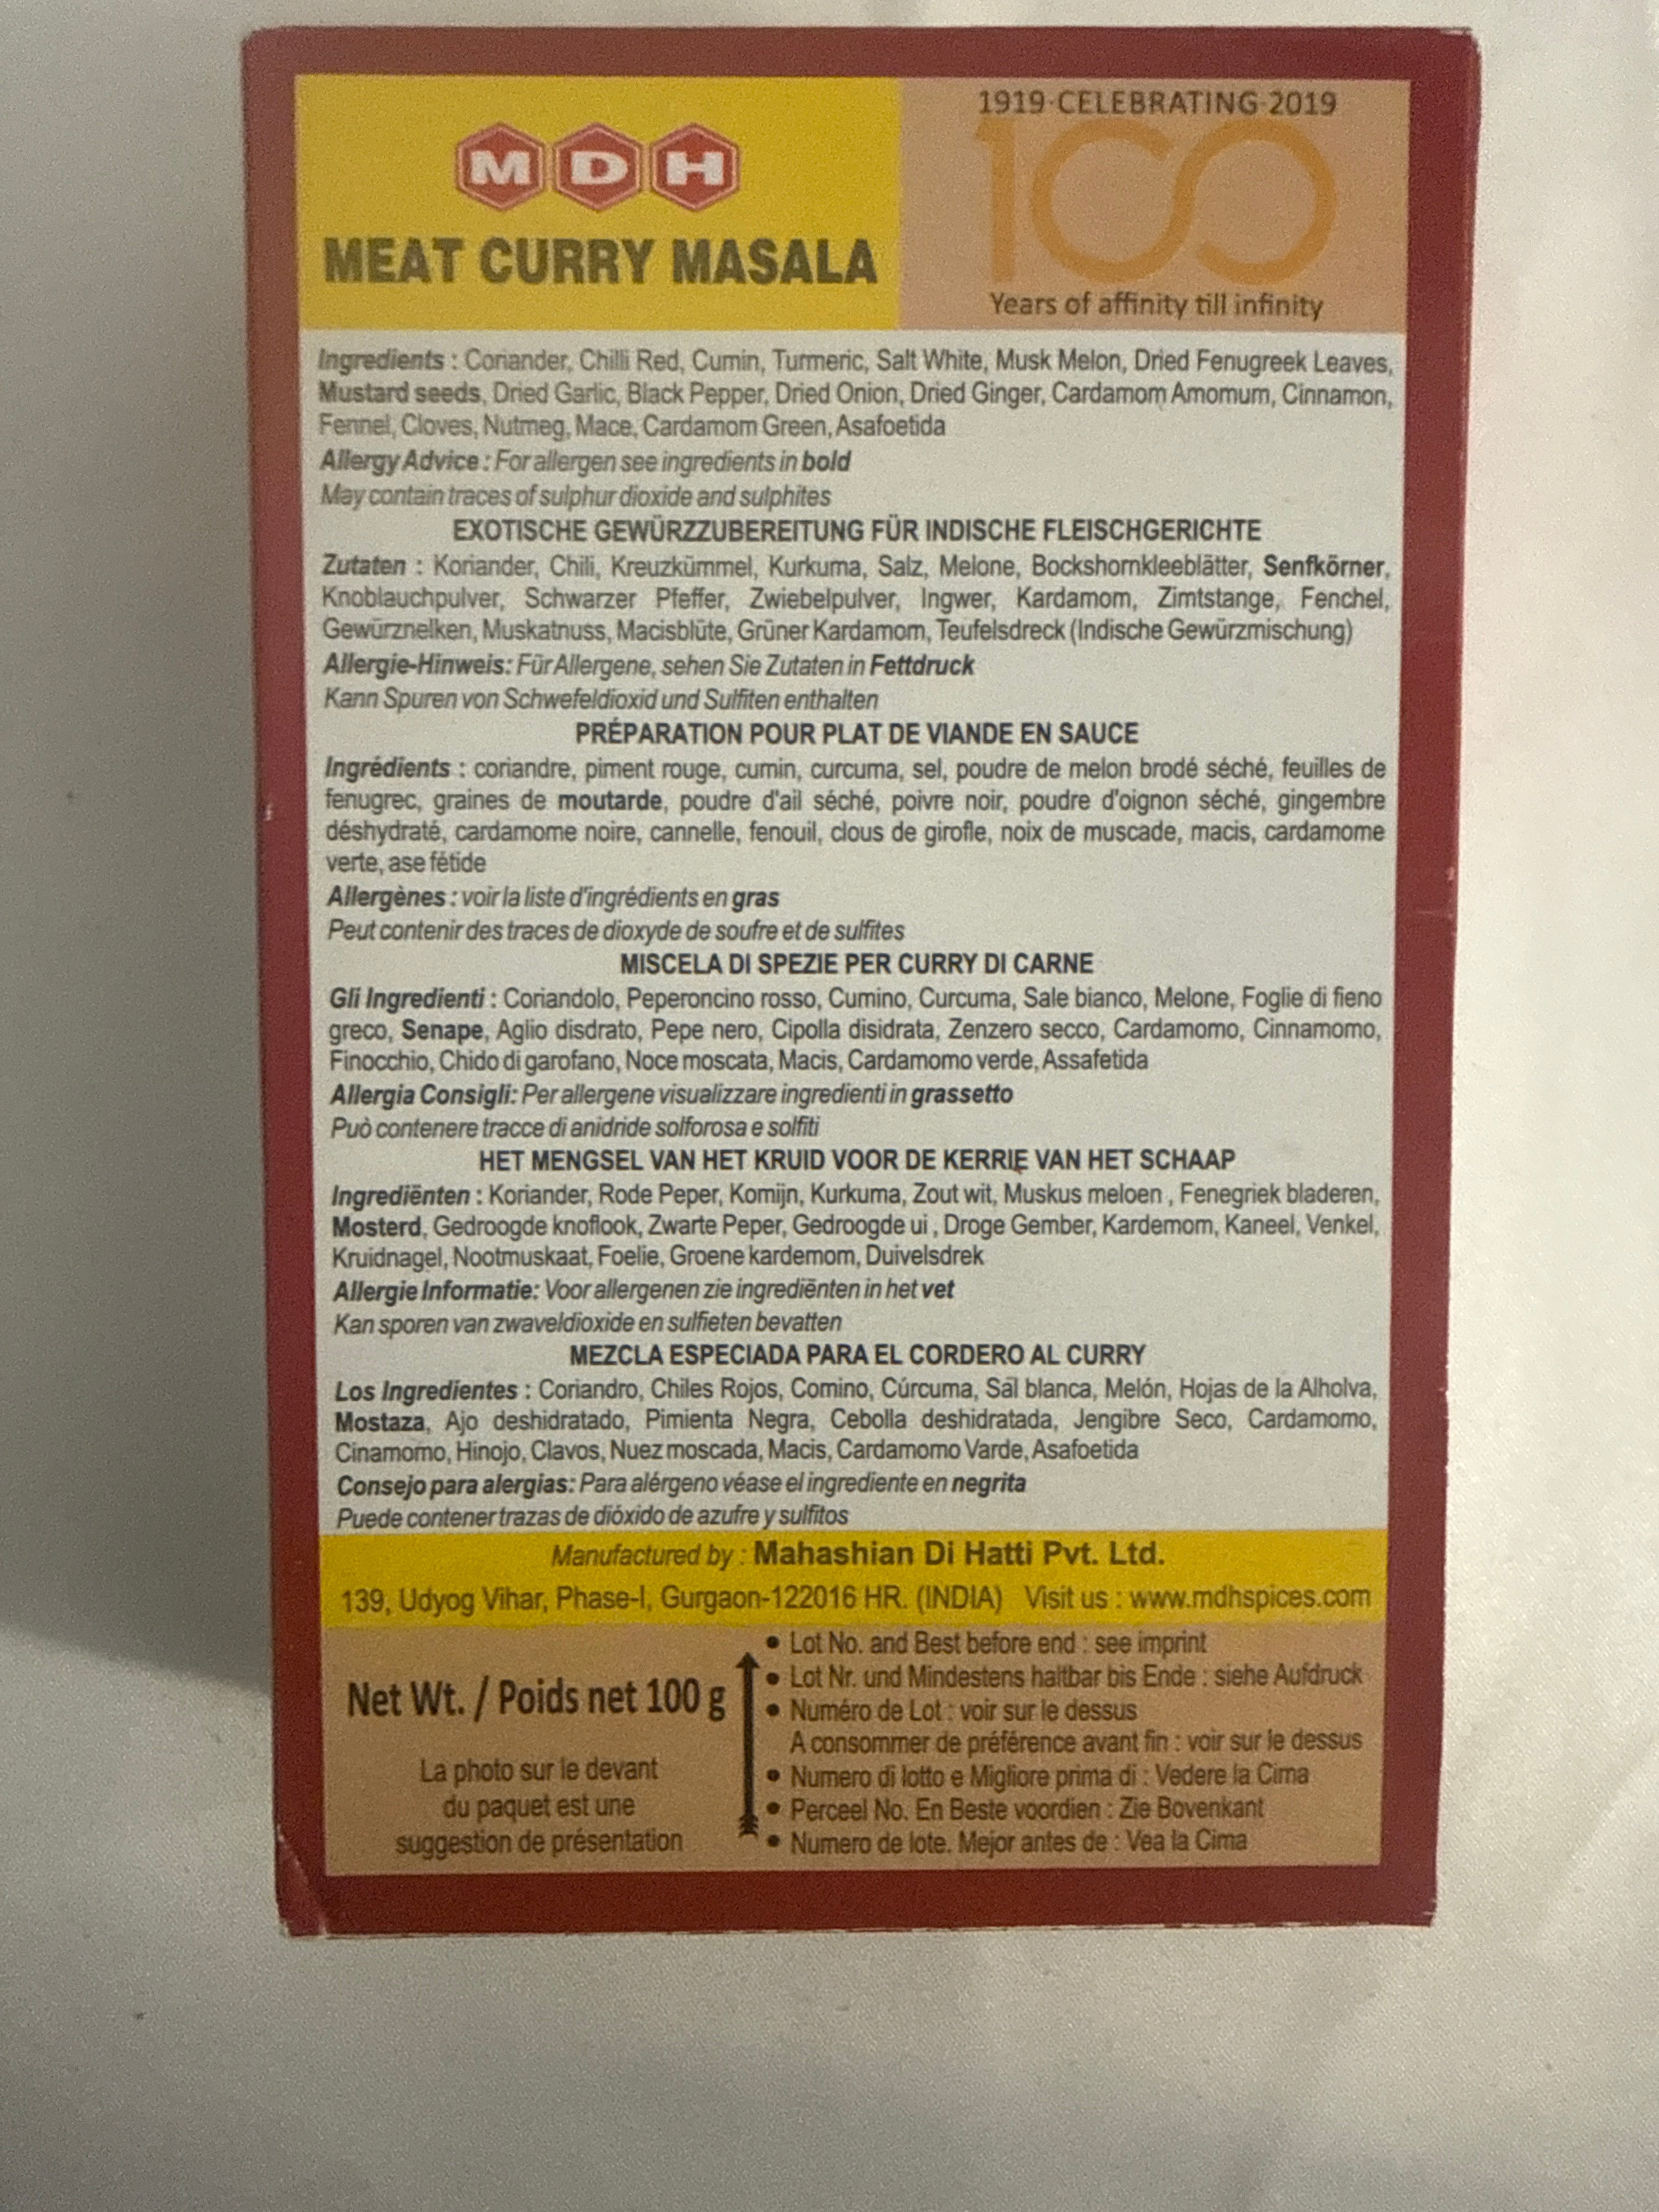 MDH
MEAT CURRY MASALA
1919·CELEBRATING·2019
100
Years of affinity till infinity
Ingredients : Coriander, Chilli Red, Cumin, Turmeric, Salt White, Musk Melon, Dried Fenugreek Leaves,
Mustard seeds, Dried Garlic, Black Pepper, Dried Onion, Dried Ginger, Cardamom Amomum, Cinnamon,
Fennel, Cloves, Nutmeg, Mace, Cardamom Green, Asafoetida
Allergy Advice : For allergen see ingredients in bold
May contain traces of sulphur dioxide and sulphites
EXOTISCHE GEWÜRZZUBEREITUNG FÜR INDISCHE FLEISCHGERICHTE
Zutaten : Koriander, Chili, Kreuzkümmel, Kurkuma, Salz, Melone, Bockshornkleeblätter, Senfkörner,
Knoblauchpulver, Schwarzer Pfeffer, Zwiebelpulver, Ingwer, Kardamom, Zimtstange, Fenchel,
Gewürznelken, Muskatnuss, Macisblüte, Grüner Kardamom, Teufelsdreck (Indische Gewürzmischung)
Allergie-Hinweis: Für Allergene, sehen Sie Zutaten in Fettdruck
Kann Spuren von Schwefeldioxid und Sulfiten enthalten
PRÉPARATION POUR PLAT DE VIANDE EN SAUCE
Ingrédients : coriandre, piment rouge, cumin, curcuma, sel, poudre de melon brodé séché, feuilles de
fenugrec, graines de moutarde, poudre d'ail séché, poivre noir, poudre d'oignon séché, gingembre
déshydraté, cardamome noire, cannelle, fenouil, clous de girofle, noix de muscade, macis, cardamome
verte, ase fétide
Allergènes : voir la liste d'ingrédients en gras
Peut contenir des traces de dioxyde de soufre et de sulfites
MISCELA DI SPEZIE PER CURRY DI CARNE
Gli Ingredienti : Coriandolo, Peperoncino rosso, Cumino, Curcuma, Sale bianco, Melone, Foglie di fieno
greco, Senape, Aglio disdrato, Pepe nero, Cipolla disidrata, Zenzero secco, Cardamomo, Cinnamomo,
Finocchio, Chido di garofano, Noce moscata, Macis, Cardamomo verde, Assafetida
Allergia Consigli: Per allergene visualizzare ingredienti in grassetto
Può contenere tracce di anidride solforosa e solfiti
HET MENGSEL VAN HET KRUID VOOR DE KERRIE VAN HET SCHAAP
Ingrediënten : Koriander, Rode Peper, Komijn, Kurkuma, Zout wit, Muskus meloen , Fenegriek bladeren,
Mosterd, Gedroogde knoflook, Zwarte Peper, Gedroogde ui , Droge Gember, Kardemom, Kaneel, Venkel,
Kruidnagel, Nootmuskaat, Foelie, Groene kardemom, Duivelsdrek
Allergie Informatie: Voor allergenen zie ingrediënten in het vet
Kan sporen van zwaveldioxide en sulfieten bevatten
MEZCLA ESPECIADA PARA EL CORDERO AL CURRY
Los Ingredientes : Coriandro, Chiles Rojos, Comino, Cúrcuma, Sāl blanca, Melón, Hojas de la Alholva,
Mostaza, Ajo deshidratado, Pimienta Negra, Cebolla deshidratada, Jengibre Seco, Cardamomo,
Cinamomo, Hinojo, Clavos, Nuez moscada, Macis, Cardamomo Varde, Asafoetida
Consejo para alergias: Para alérgeno véase el ingrediente en negrita
Puede contener trazas de dióxido de azufre y sulfitos
Manufactured by : Mahashian Di Hatti Pvt. Ltd.
139, Udyog Vihar, Phase-I, Gurgaon-122016 HR. (INDIA) Visit us : www.mdhspices.com
Net Wt. / Poids net 100 g
La photo sur le devant
du paquet est une
suggestion de présentation
• Lot No. and Best before end : see imprint
• Lot Nr. und Mindestens haltbar bis Ende : siehe Aufdruck
• Numéro de Lot : voir sur le dessus
A consommer de préférence avant fin : voir sur le dessus
• Numero di lotto e Migliore prima di : Vedere la Cima
• Perceel No. En Beste voordien : Zie Bovenkant
• Numero de lote. Mejor antes de : Vea la Cima